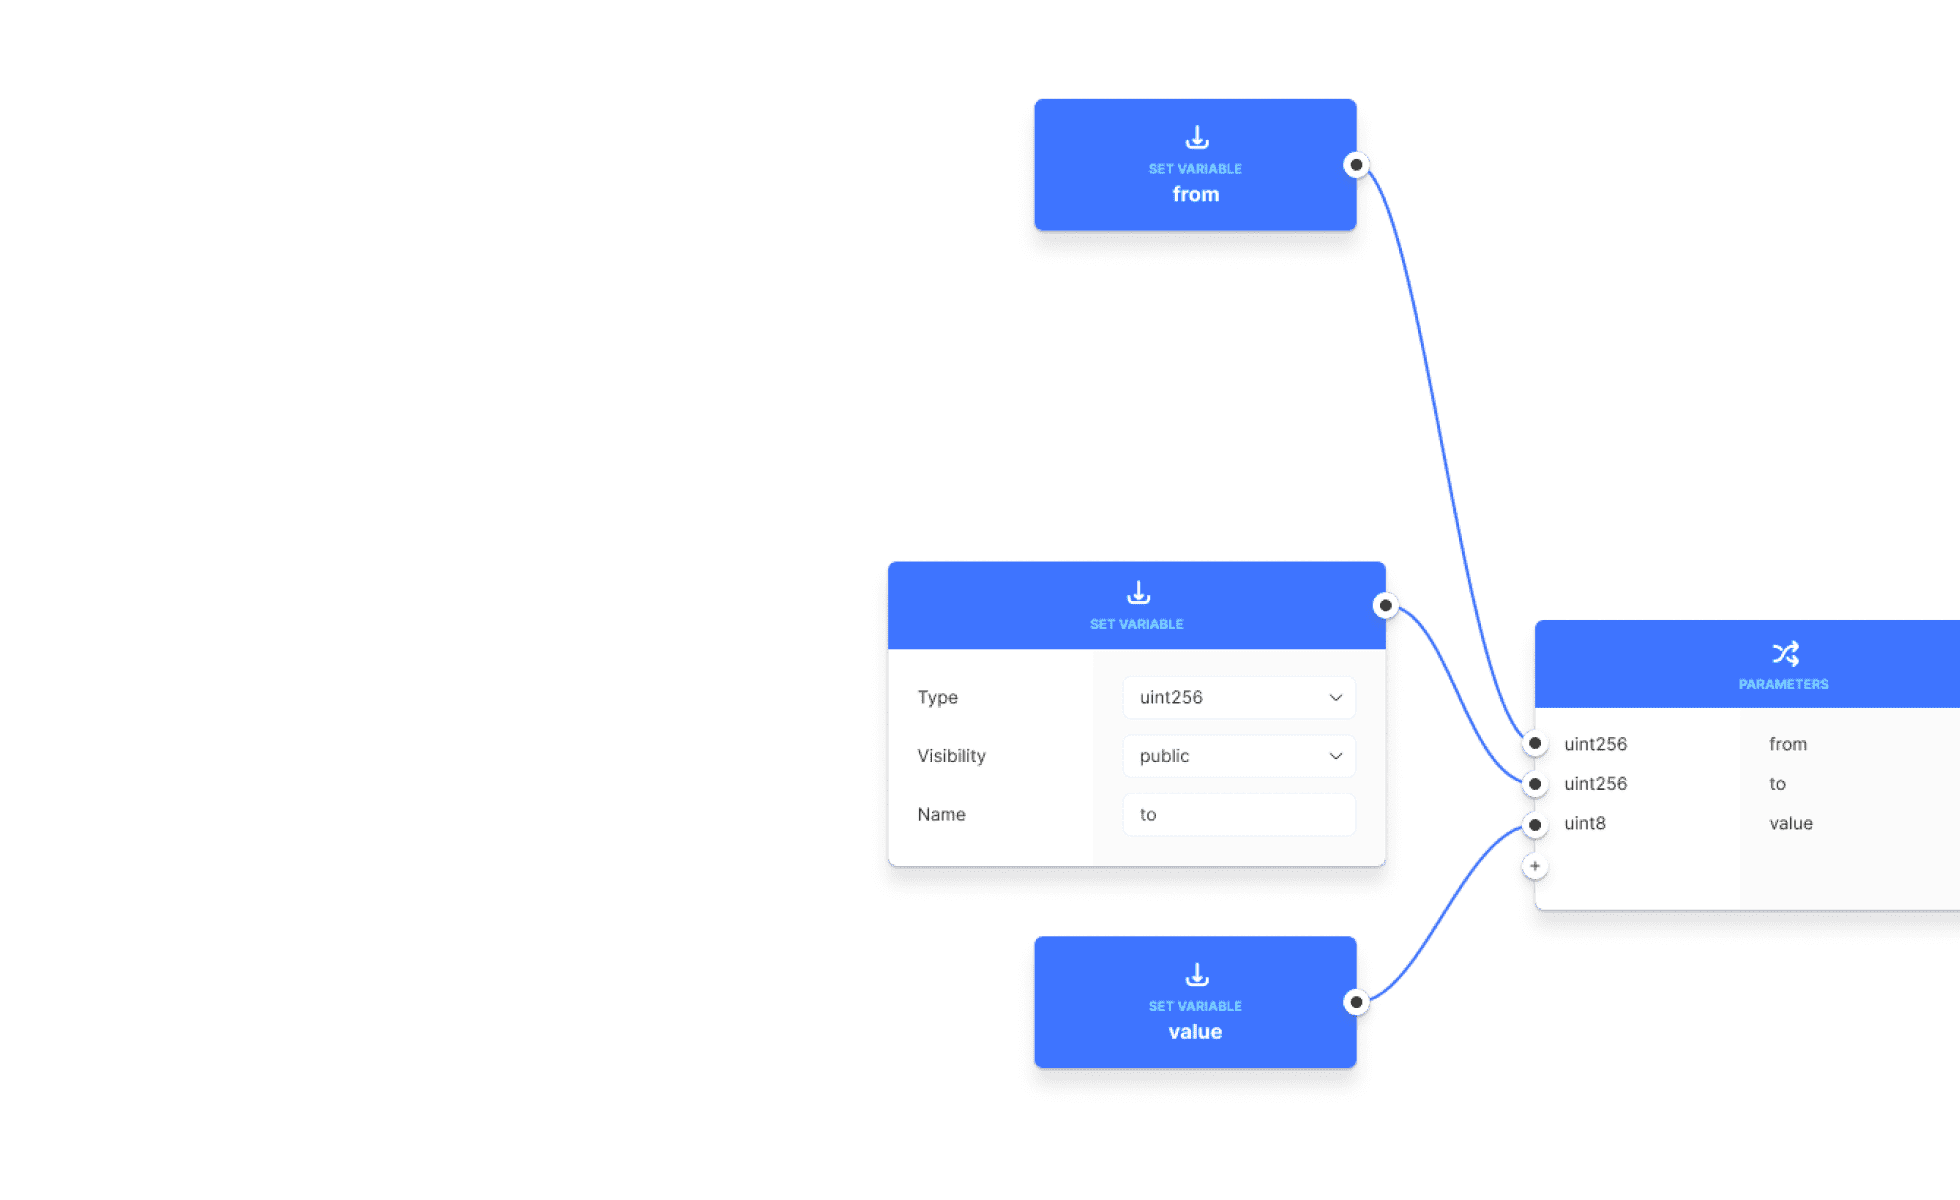 SET VARIABLE
from
SET VARIABLE
Type
uint256
Visibility
public
Name
to
PARAMETERS
uint256 from
uint256 to
uint8 value
SET VARIABLE
value